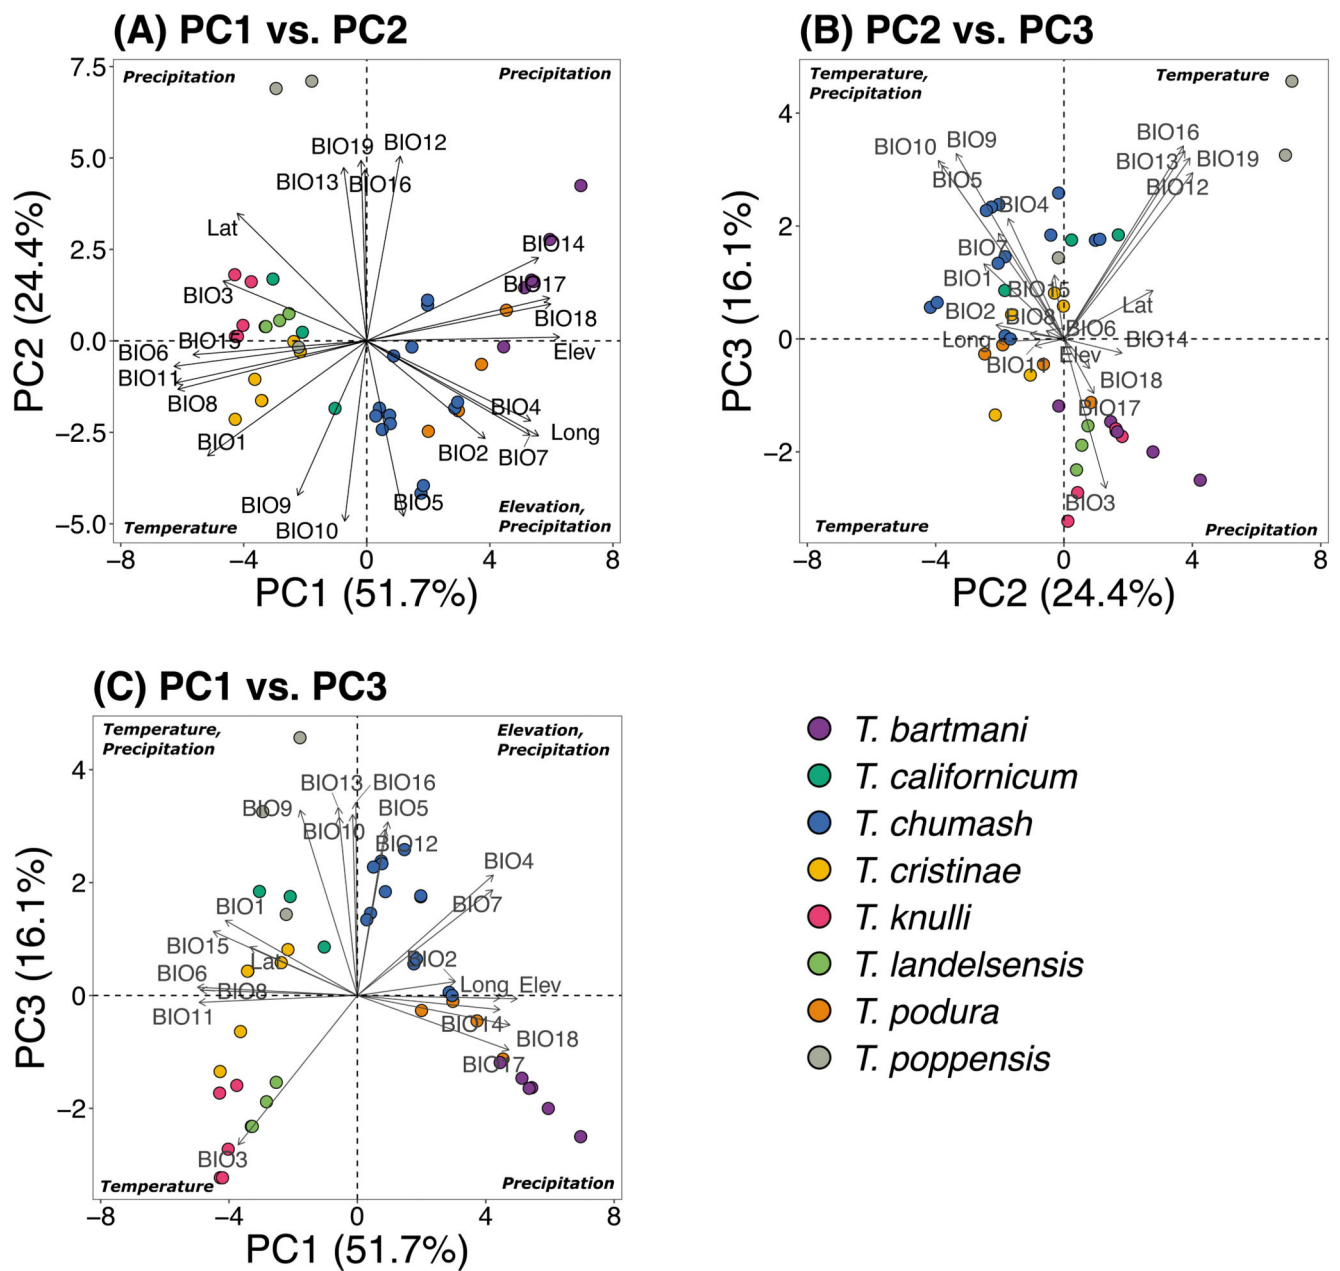 (A) PC1 vs. PC2
Precipitation
Precipitation
7.5
5.0
2.5
0.0
−2.5
−5.0
PC2 (24.4%)
BIO19
BIO12
BIO13
BIO16
Lat
BIO14
BIO3
BIO17
BIO18
BIO15
BIO6
Elev
BIO11
BIO8
BIO4
BIO1
Long
BIO2
BIO7
BIO9
BIO5
BIO10
Temperature
Elevation,
Precipitation
−8
−4
0
4
8
PC1 (51.7%)
(B) PC2 vs. PC3
Temperature,
Precipitation
Temperature
4
2
0
−2
PC3 (16.1%)
BIO10
BIO9
BIO16
BIO13
BIO19
BIO5
BIO12
BIO4
BIO7
BIO1
BIO15
Lat
BIO2
BIO8
BIO6
Long
BIO14
Elev
BIO11
BIO18
BIO17
BIO3
Temperature
Precipitation
−8
−4
0
4
8
PC2 (24.4%)
(C) PC1 vs. PC3
Temperature,
Precipitation
Elevation,
Precipitation
4
2
0
−2
PC3 (16.1%)
BIO13
BIO16
BIO9
BIO5
BIO10
BIO12
BIO4
BIO1
BIO7
BIO15
Lat
BIO2
BIO6
BIO8
Long
Elev
BIO11
BIO14
BIO18
BIO17
BIO3
Temperature
Precipitation
−8
−4
0
4
8
PC1 (51.7%)
T. bartmani
T. californicum
T. chumash
T. cristinae
T. knulli
T. landelsensis
T. podura
T. poppensis